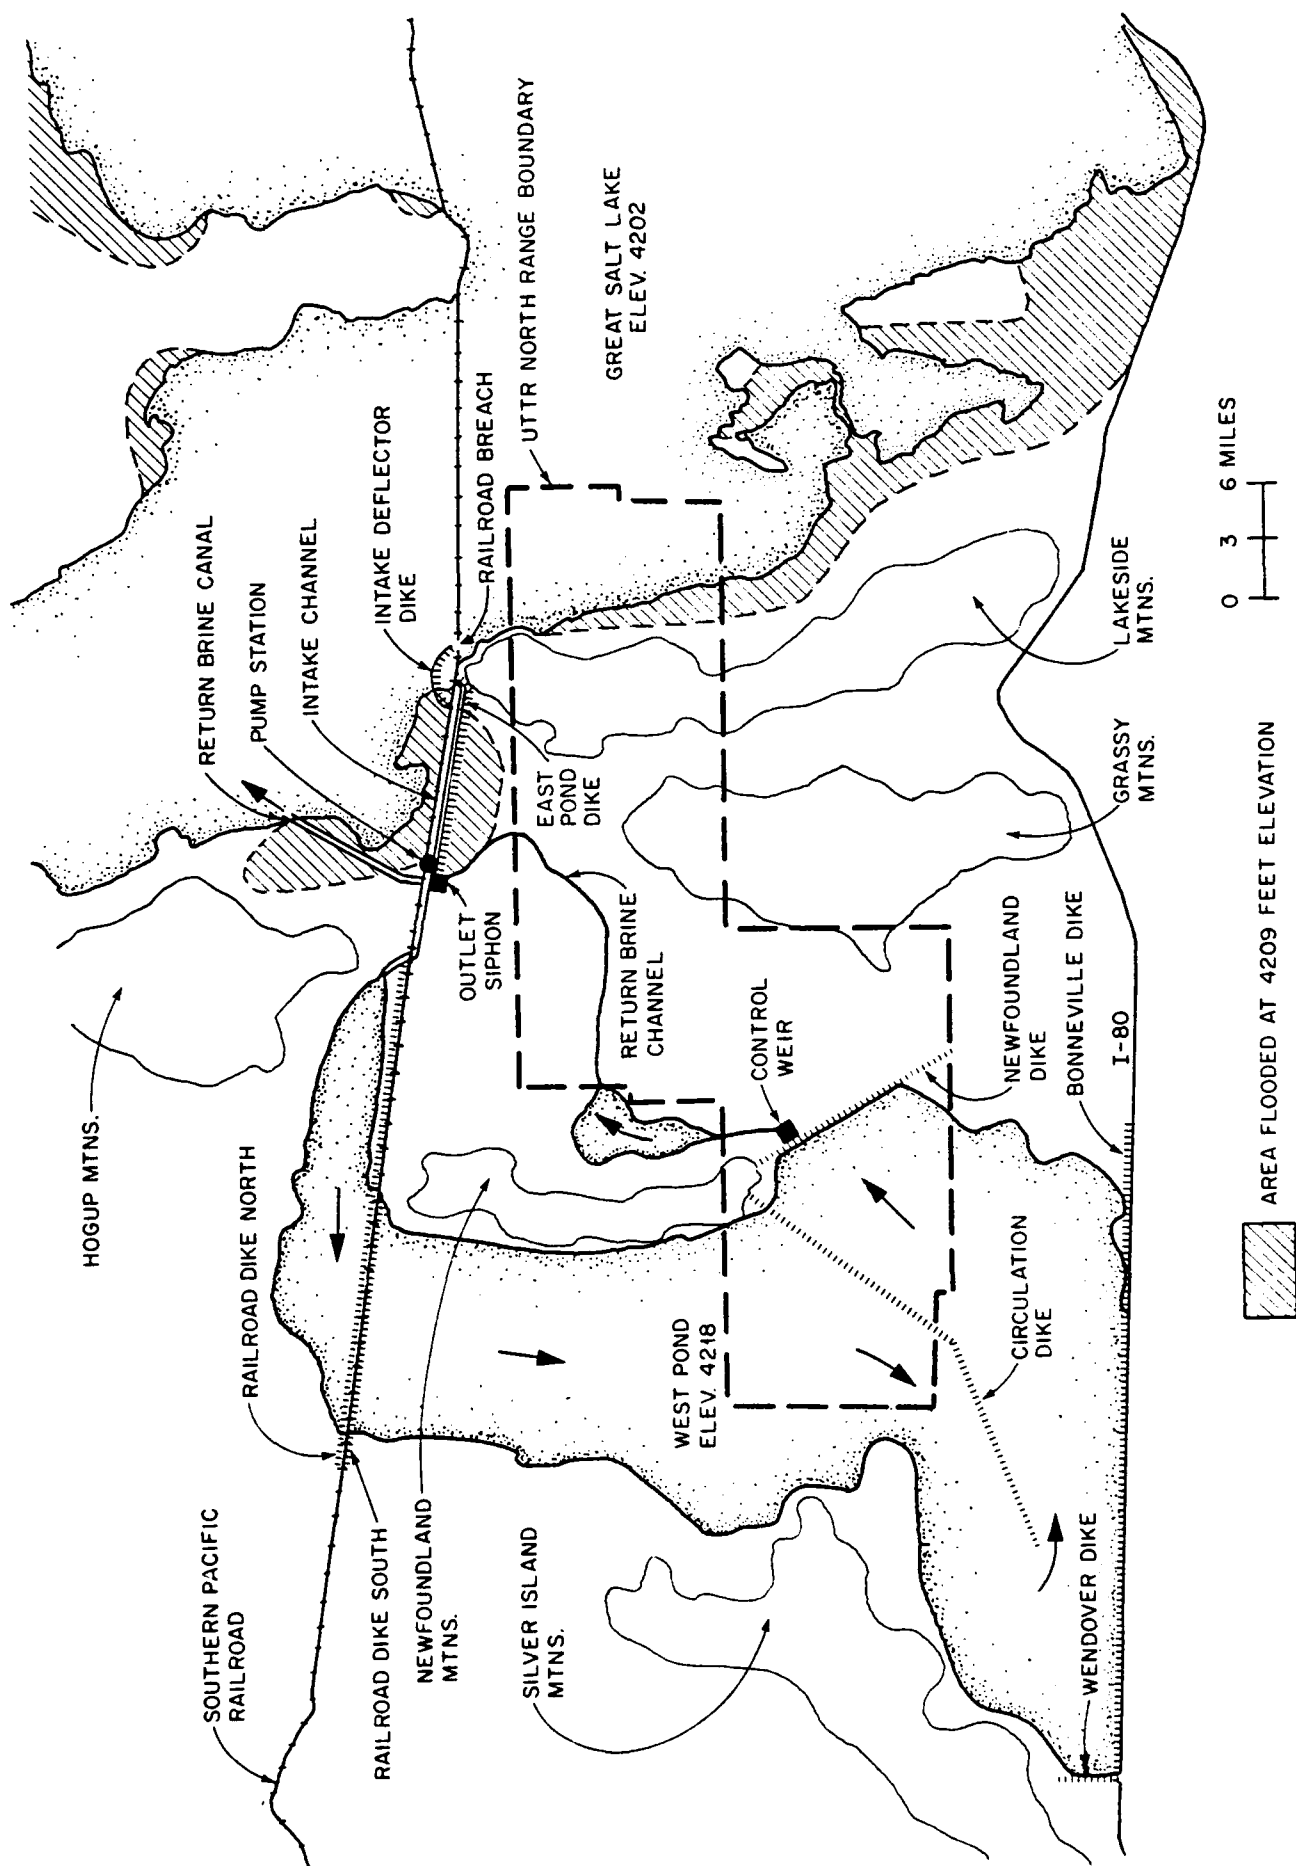 HOGUP MTNS.
RETURN BRINE CANAL
PUMP STATION
INTAKE CHANNEL
INTAKE DEFLECTOR
DIKE
RAILROAD BREACH
UTTR NORTH RANGE BOUNDARY
GREAT SALT LAKE
ELEV. 4202
SOUTHERN PACIFIC
RAILROAD
RAILROAD DIKE NORTH
RAILROAD DIKE SOUTH
NEWFOUNDLAND
MTNS.
OUTLET
SIPHON
EAST
POND
DIKE
RETURN BRINE
CHANNEL
SILVER ISLAND
MTNS.
WEST POND
ELEV. 4218
CONTROL
WEIR
NEWFOUNDLAND
DIKE
CIRCULATION
DIKE
BONNEVILLE DIKE
WENDOVER DIKE
I-80
GRASSY
MTNS.
LAKESIDE
MTNS.
0 3 6 MILES
AREA FLOODED AT 4209 FEET ELEVATION